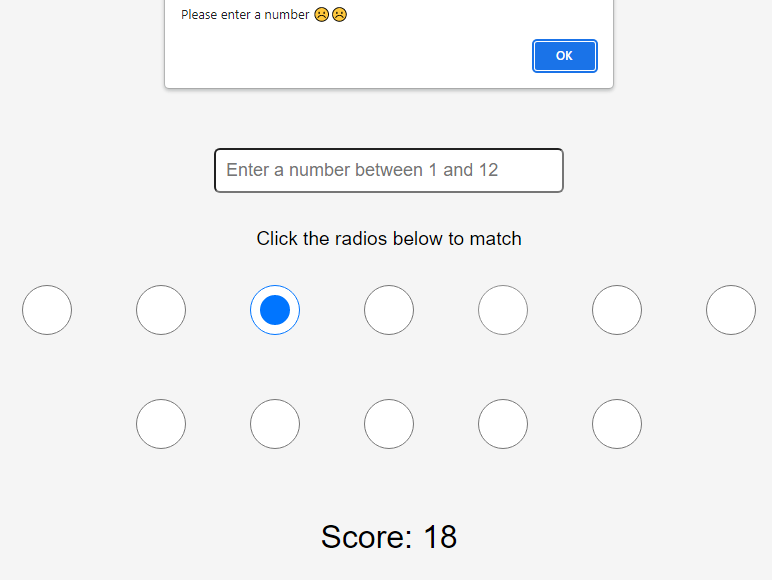 Please enter a number ☹️☹️
OK
Enter a number between 1 and 12
Click the radios below to match
Score: 18